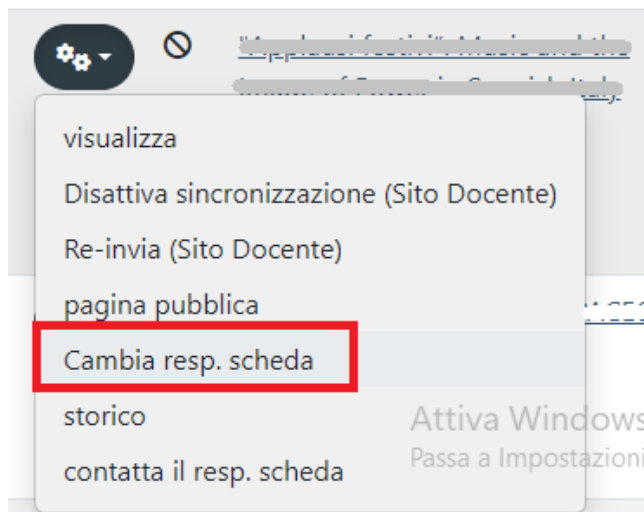 visualizza
Disattiva sincronizzazione (Sito Docente)
Re-invia (Sito Docente)
pagina pubblica
Cambia resp. scheda
storico
Attiva Windows
contatta il resp. scheda
Passa a Impostazioni